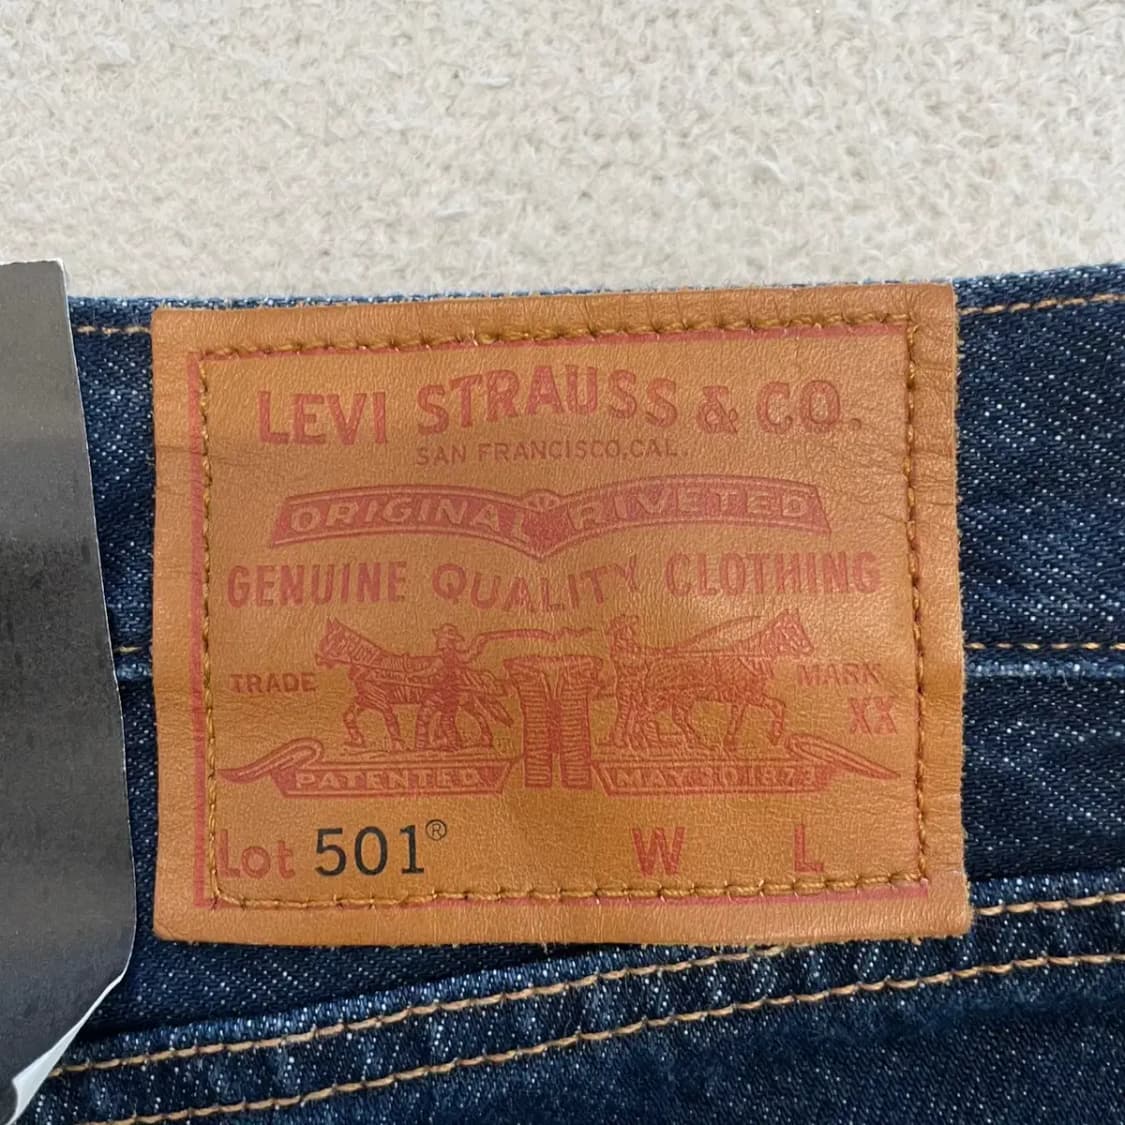 LEVI STRAUSS & CO.
SAN FRANCISCO, CAL.
ORIGINAL RIVETED
GENUINE QUALITY CLOTHING
TRADE MARK
XX
PATENTED MAY 20 1873
Lot 501® W L